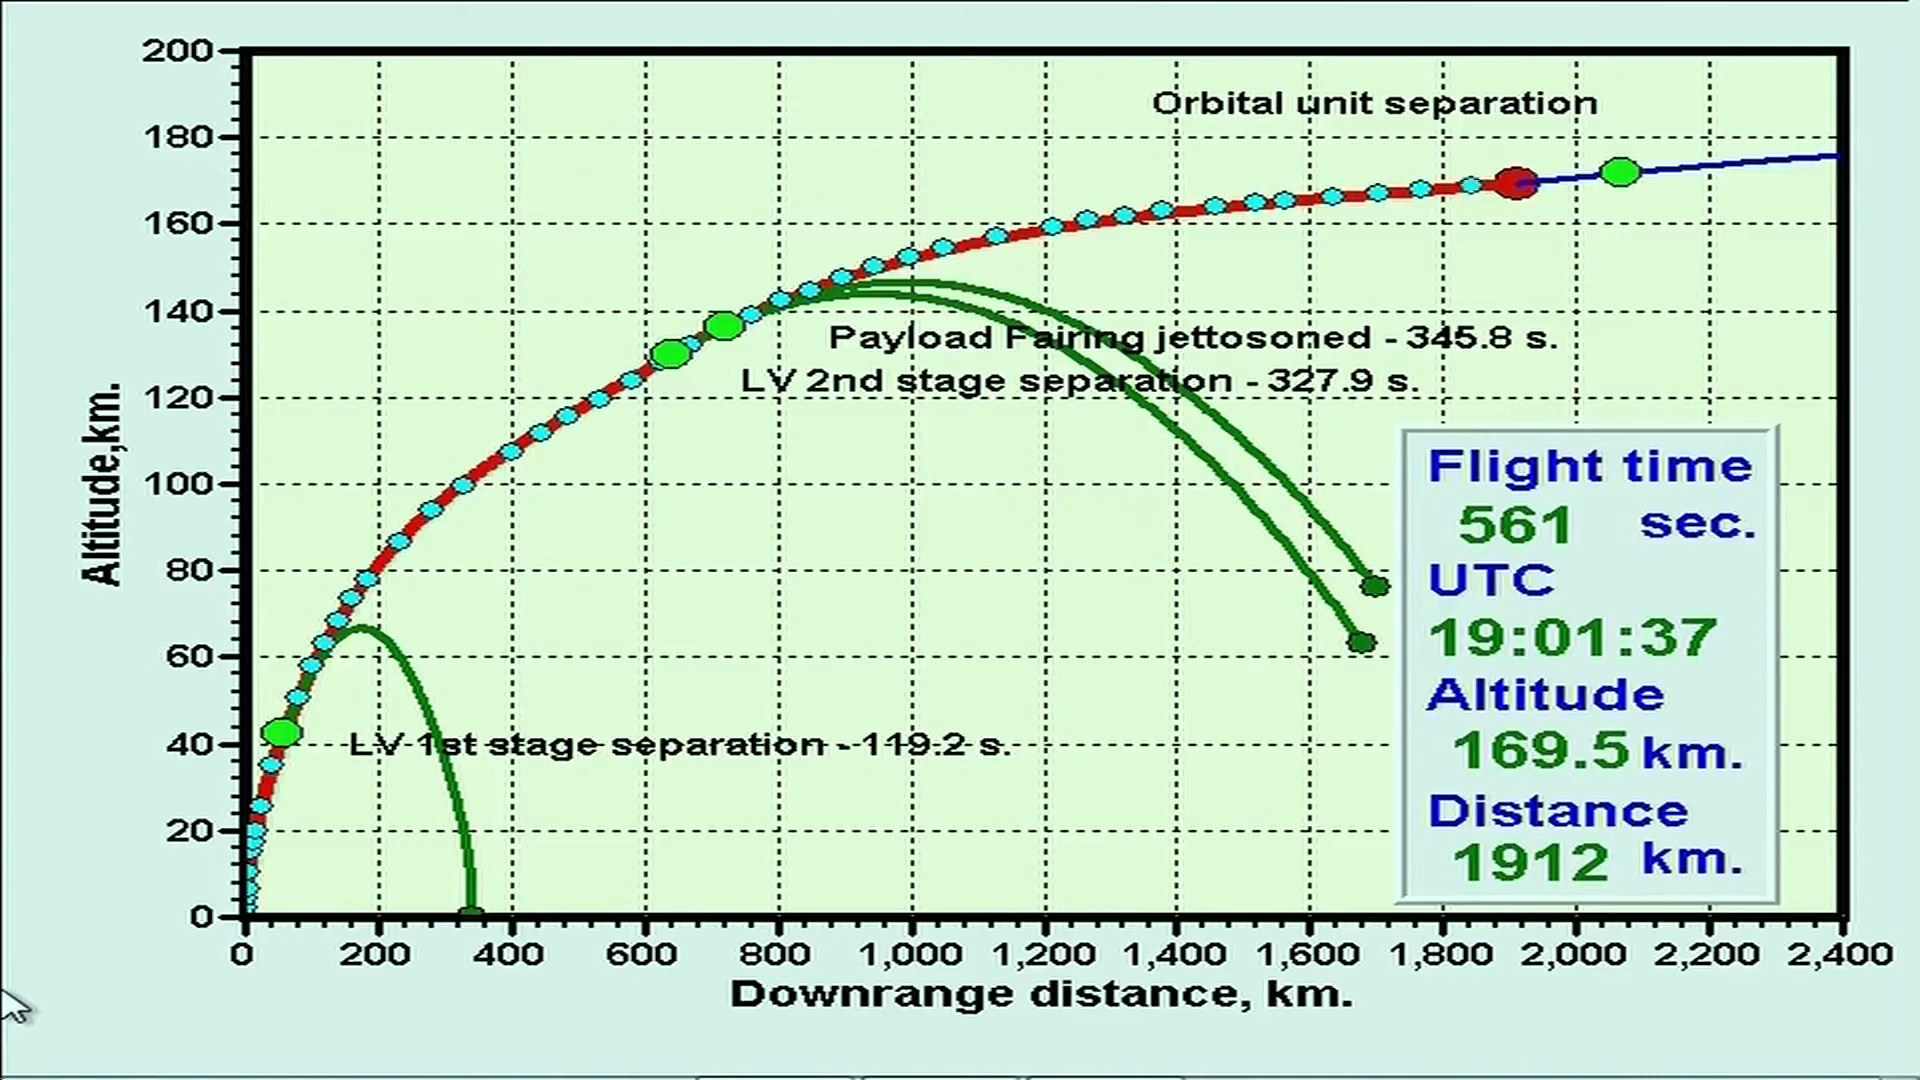 200
180
160
140
120
100
80
60
40
20
0
Altitude,km.
Orbital unit separation
Payload Fairing jettosoned - 345.8 s.
LV 2nd stage separation - 327.9 s.
LV 1st stage separation - 119.2 s.
Flight time
561 sec.
UTC
19:01:37
Altitude
169.5 km.
Distance
1912 km.
0 200 400 600 800 1,000 1,200 1,400 1,600 1,800 2,000 2,200 2,400
Downrange distance, km.